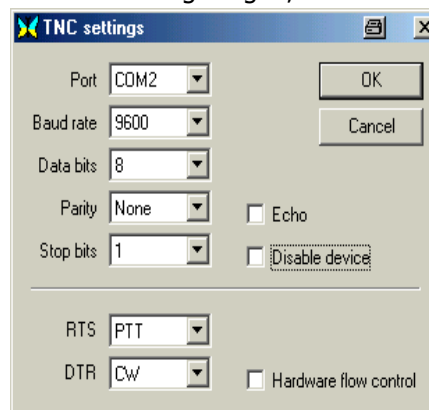 TNC settings
Port COM2
OK
Baud rate 9600
Cancel
Data bits 8
Parity None
Echo
Stop bits 1
Disable device
RTS PTT
DTR CW
Hardware flow control